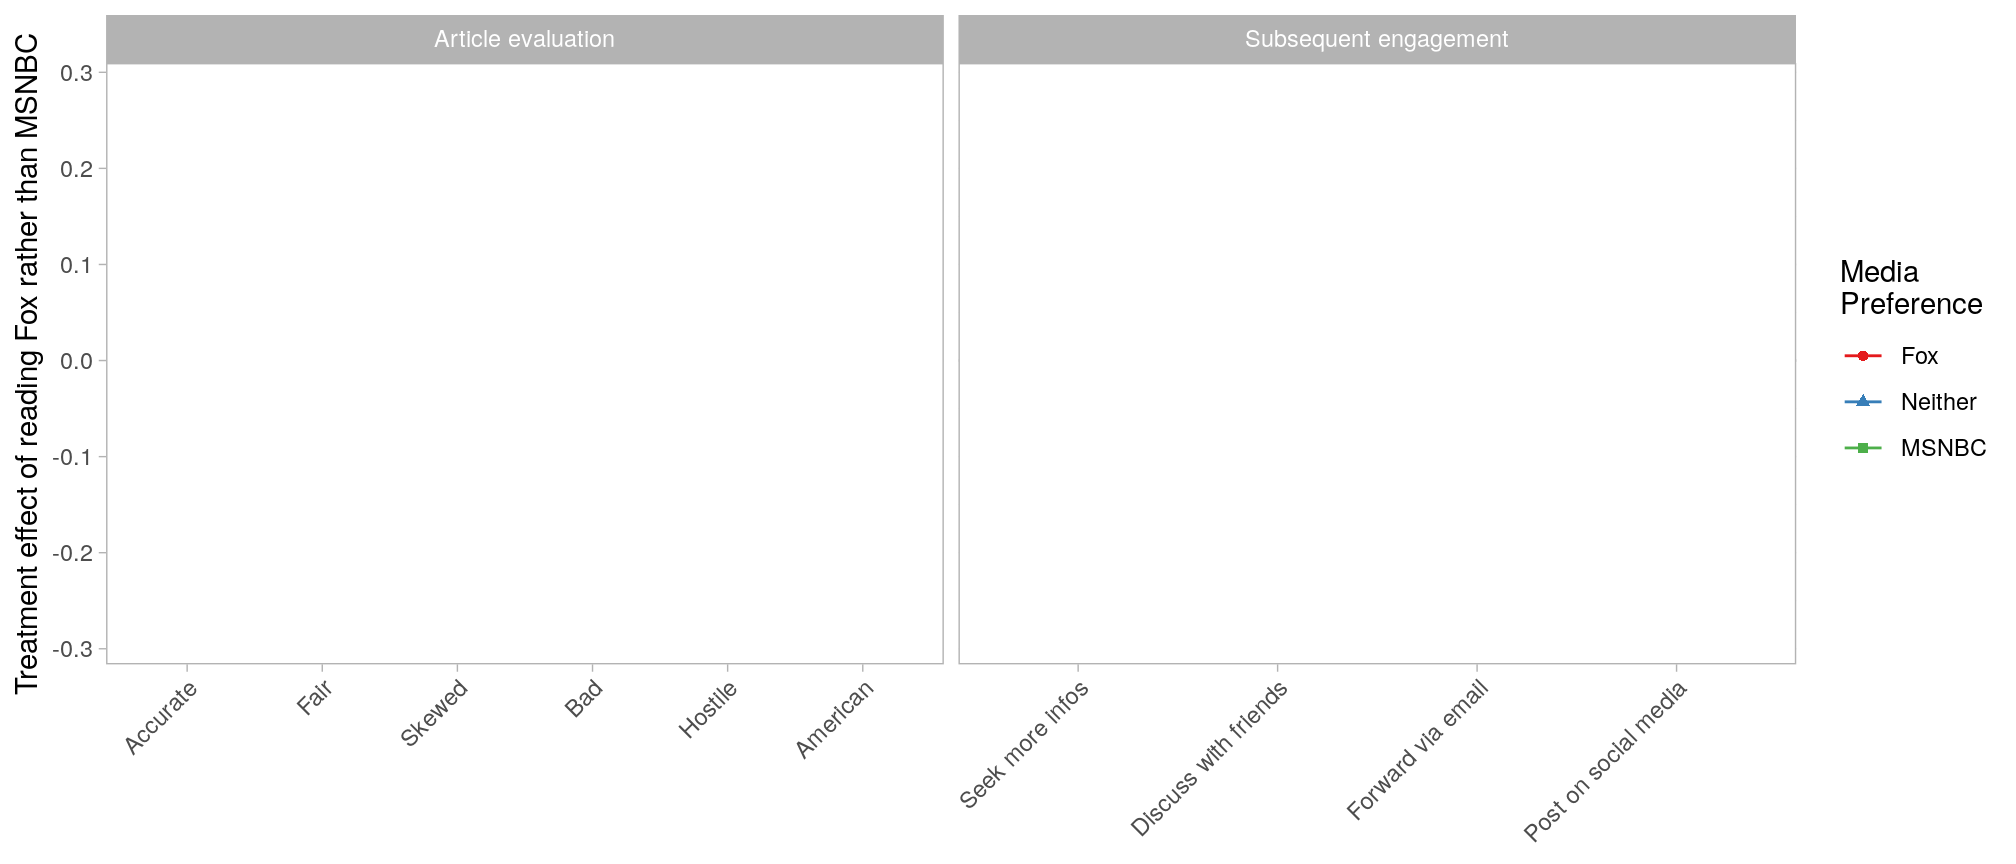 Article evaluation
Subsequent engagement
Treatment effect of reading Fox rather than MSNBC
0.3
0.2
0.1
0.0
-0.1
-0.2
-0.3
Accurate
Fair
Skewed
Bad
Hostile
American
Seek more infos
Discuss with friends
Forward via email
Post on social media
Media
Preference
Fox
Neither
MSNBC